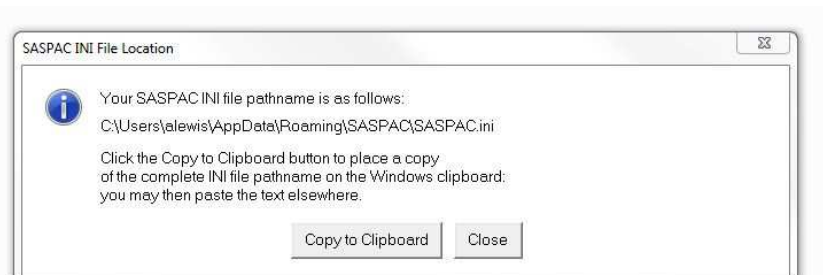 SASPAC INI File Location
Your SASPAC INI file pathname is as follows:
C:\Users\alewis\AppData\Roaming\SASPAC\SASPAC.ini
Click the Copy to Clipboard button to place a copy
of the complete INI file pathname on the Windows clipboard:
you may then paste the text elsewhere.
Copy to Clipboard Close